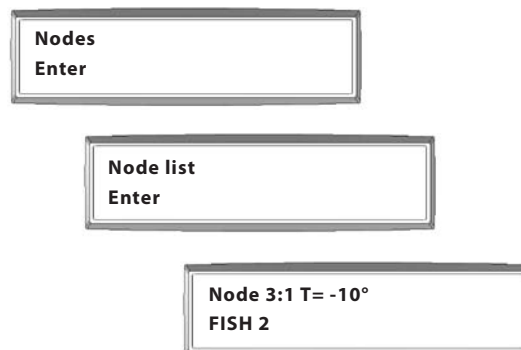 Nodes
Enter
Node list
Enter
Node 3:1 T= -10°
FISH 2